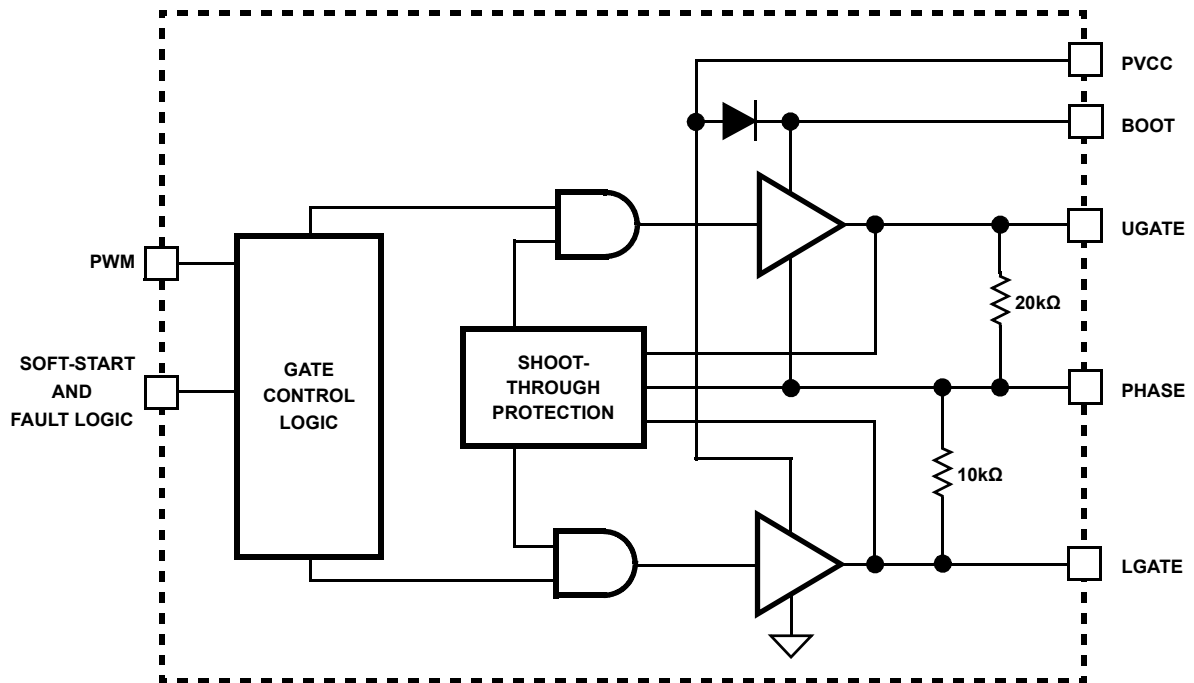 PVCC
BOOT
UGATE
PWM
20kΩ
SOFT-START
AND
FAULT LOGIC
GATE
CONTROL
LOGIC
SHOOT-
THROUGH
PROTECTION
PHASE
10kΩ
LGATE